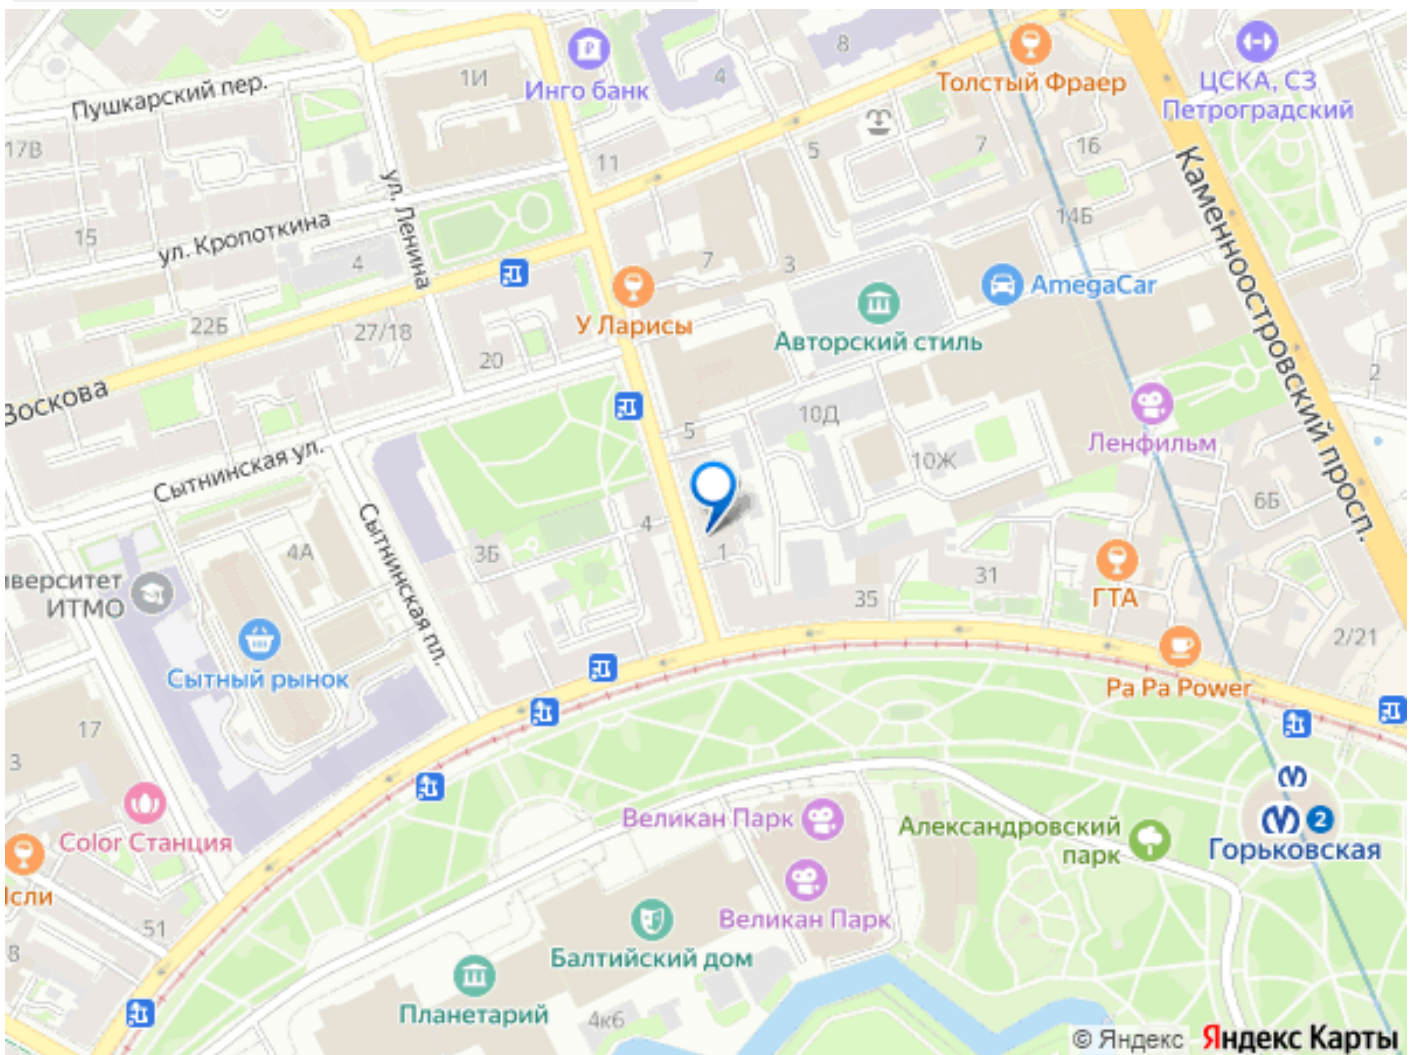 8
1И
4
Инго банк
Толстый Фраер
ЦСКА, СЗ
Петроградский
Пушкарский пер.
17В
11
5
7
16
Каменноостровский просп.
ул. Ленина
ул. Кропоткина
15
4
14Б
7
3
AmegaCar
У Ларисы
Авторский стиль
22Б
27/18
20
2
Воскова
10Д
5
Ленфильм
10Ж
Сытнинская ул.
6Б
Сытнинская пл.
4А
3Б
4
1
31
35
ГТА
иверситет
ИТМО
2/21
Сытный рынок
Pa Pa Power
17
3
2
Горьковская
Великан Парк
Александровский
парк
Color Станция
Великан Парк
51
8
Балтийский дом
Планетарий
4к6
© Яндекс Яндекс Карты